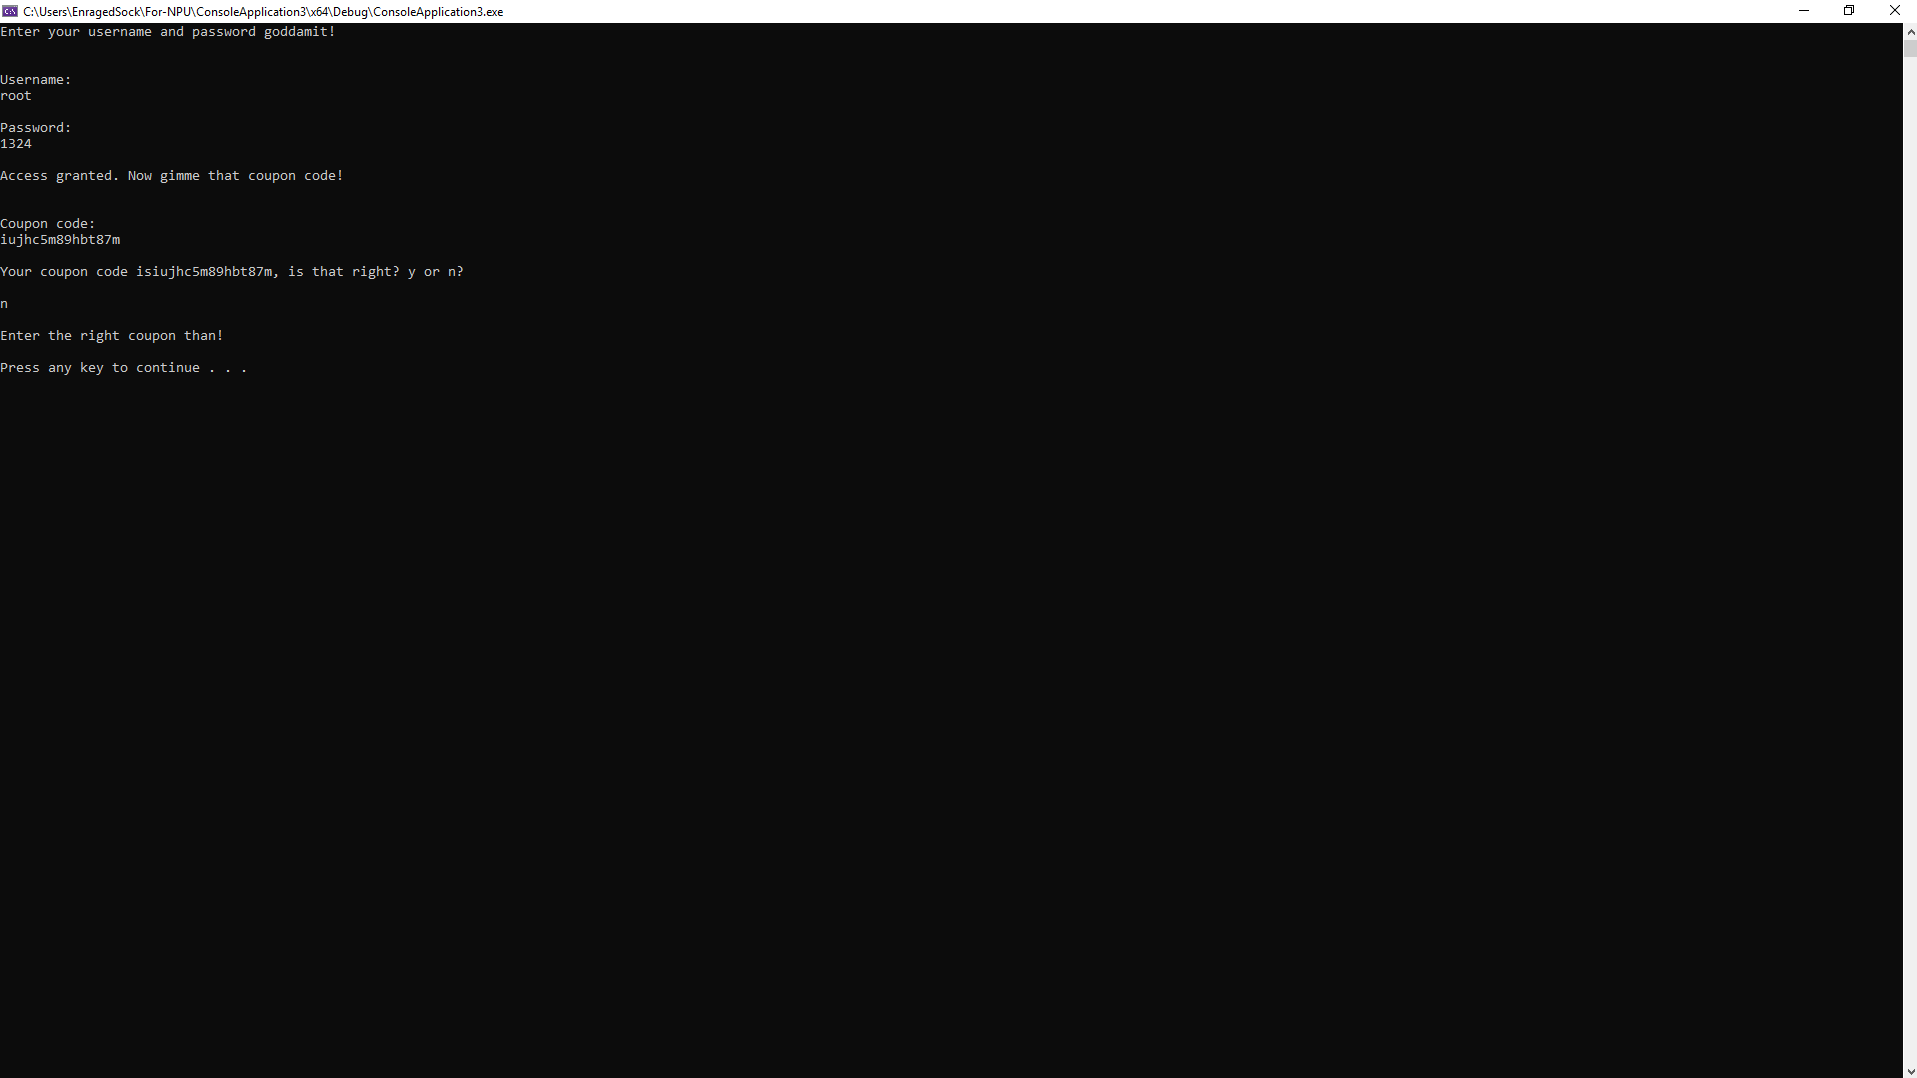 C:\Users\EnragedSock\For-NPU\ConsoleApplication3\x64\Debug\ConsoleApplication3.exe
Enter your username and password goddamit!
Username:
root
Password:
1324
Access granted. Now gimme that coupon code!
Coupon code:
iujhc5m89hbt87m
Your coupon code isiujhc5m89hbt87m, is that right? y or n?
n
Enter the right coupon than!
Press any key to continue . . .